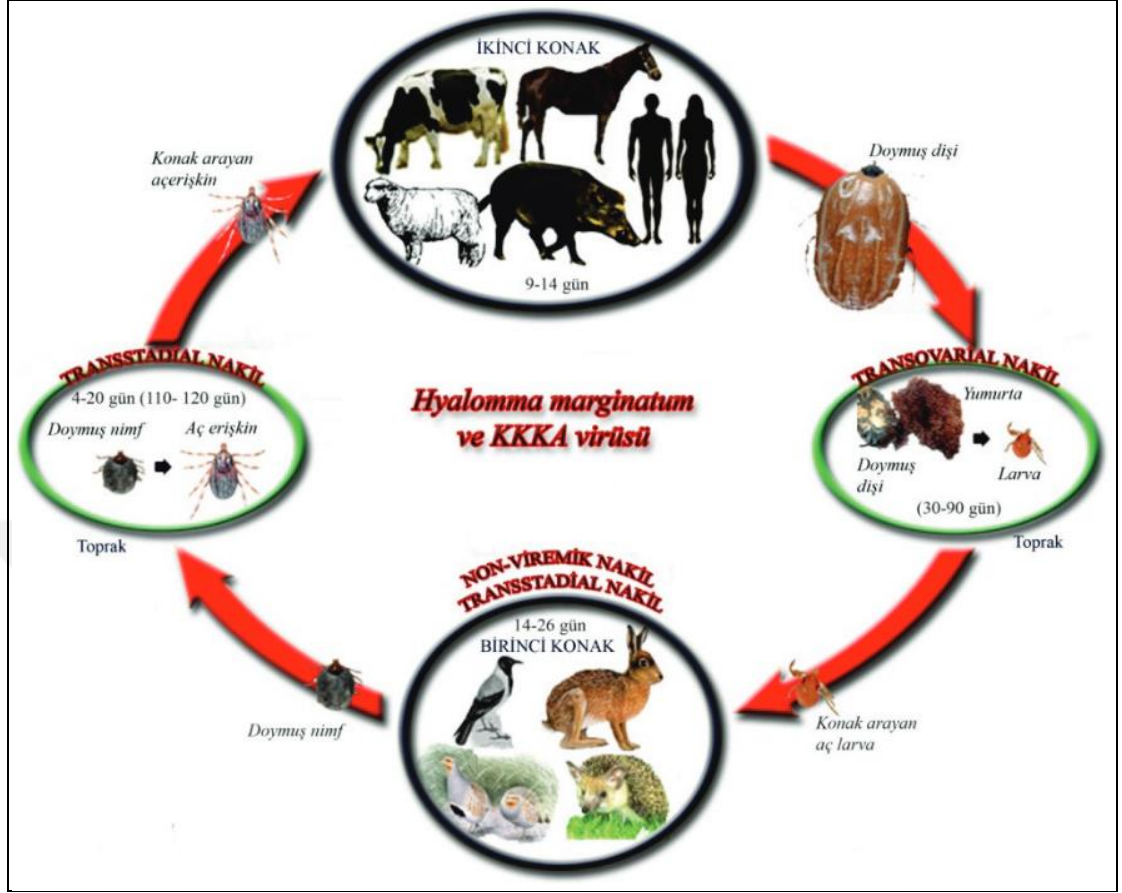 İKİNCİ KONAK
9-14 gün
Konak arayan
açerişkin
Doymuş dişi
TRANSSTADIAL NAKİL
4-20 gün (110- 120 gün)
Doymuş nimf
Aç erişkin
Toprak
Hyalomma marginatum
ve KKKA virüsü
TRANSOVARIAL NAKİL
Yumurta
Doymuş
dişi
Larva
(30-90 gün)
Toprak
NON-VİREMİK NAKİL
TRANSSTADİAL NAKİL
14-26 gün
BİRİNCİ KONAK
Doymuş nimf
Konak arayan
aç larva